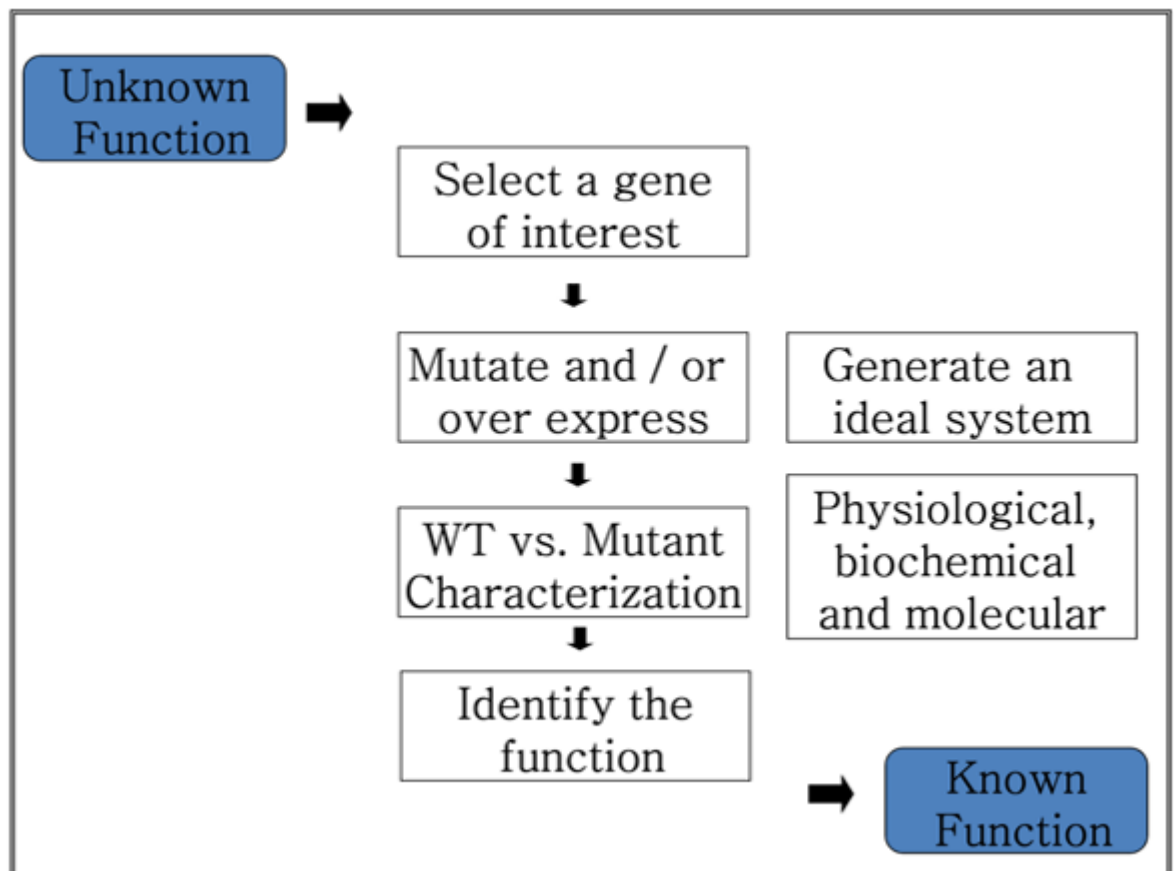 Unknown
Function
Select a gene
of interest
Mutate and / or
over express
Generate an
ideal system
WT vs. Mutant
Characterization
Physiological,
biochemical
and molecular
Identify the
function
Known
Function